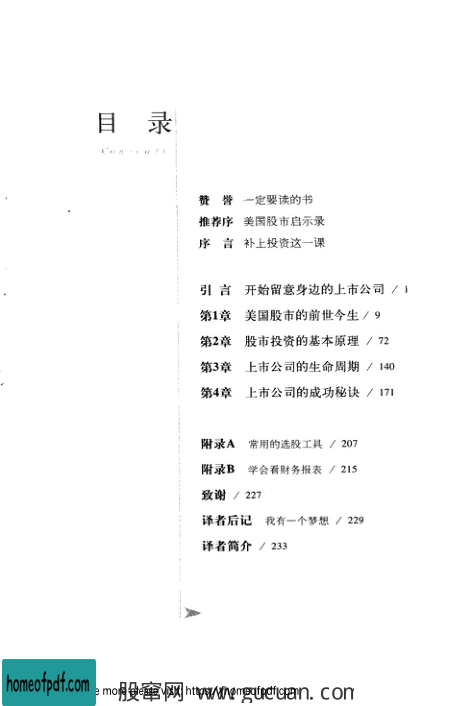 目 录
Contents
赞 誉 一定要读的书
推荐序 美国股市启示录
序 言 补上投资这一课
引 言 开始留意身边的上市公司 / 1
第1章 美国股市的前世今生 / 9
第2章 股市投资的基本原理 / 72
第3章 上市公司的生命周期 / 140
第4章 上市公司的成功秘诀 / 171
附录A 常用的选股工具 / 207
附录B 学会看财务报表 / 215
致谢 / 227
译者后记 我有一个梦想 / 229
译者简介 / 233
homeofpdf.com
e more please visit: https://homeofpdf.com
股窜网 www.gucuan.com